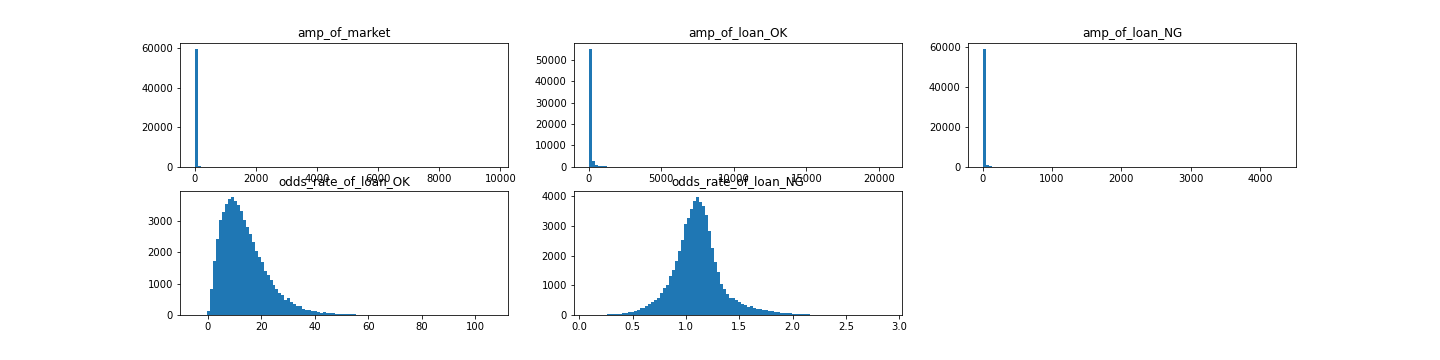 amp_of_market
amp_of_loan_OK
amp_of_loan_NG
60000
40000
20000
0
0 2000 4000 6000 8000 10000
50000
40000
30000
20000
10000
0
0 5000 10000 15000 20000
60000
40000
20000
0
0 1000 2000 3000 4000
odds_rate_of_loan_OK
odds_rate_of_loan_NG
3000
2000
1000
0
0 20 40 60 80 100
4000
3000
2000
1000
0
0.0 0.5 1.0 1.5 2.0 2.5 3.0